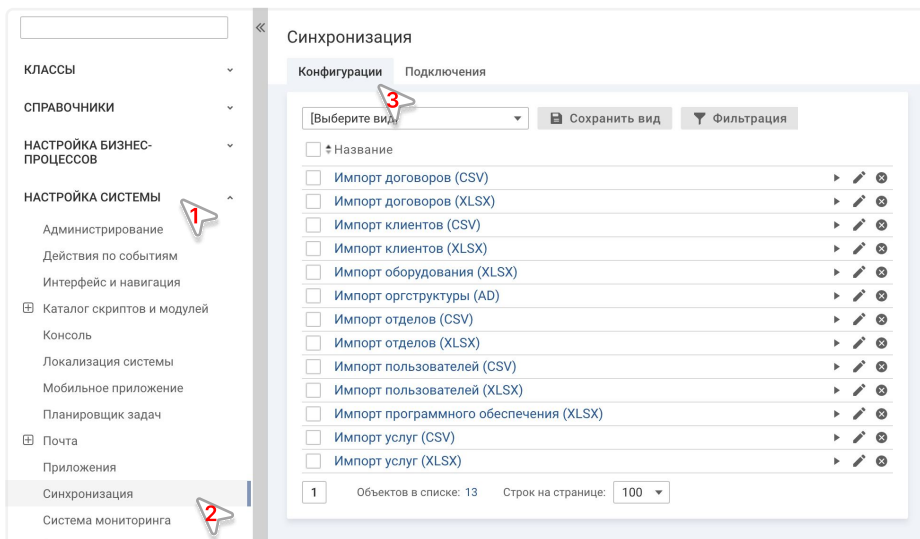 КЛАССЫ
СПРАВОЧНИКИ
НАСТРОЙКА БИЗНЕС-
ПРОЦЕССОВ
НАСТРОЙКА СИСТЕМЫ
1
Администрирование
Действия по событиям
Интерфейс и навигация
Каталог скриптов и модулей
Консоль
Локализация системы
Мобильное приложение
Планировщик задач
Почта
Приложения
Синхронизация
2
Система мониторинга
Синхронизация
Конфигурации Подключения
3
[Выберите вид Сохранить вид Фильтрация
Название
Импорт договоров (CSV)
Импорт договоров (XLSX)
Импорт клиентов (CSV)
Импорт клиентов (XLSX)
Импорт оборудования (XLSX)
Импорт оргструктуры (AD)
Импорт отделов (CSV)
Импорт отделов (XLSX)
Импорт пользователей (CSV)
Импорт пользователей (XLSX)
Импорт программного обеспечения (XLSX)
Импорт услуг (CSV)
Импорт услуг (XLSX)
1 Объектов в списке: 13 Строк на странице: 100